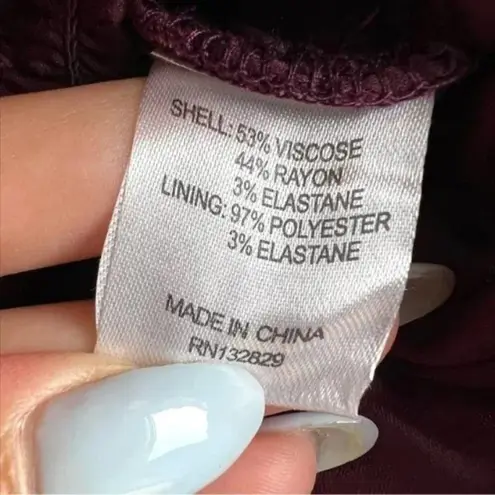 SHELL: 53% VISCOSE
44% RAYON
3% ELASTANE
LINING: 97% POLYESTER
3% ELASTANE
MADE IN CHINA
RN132829